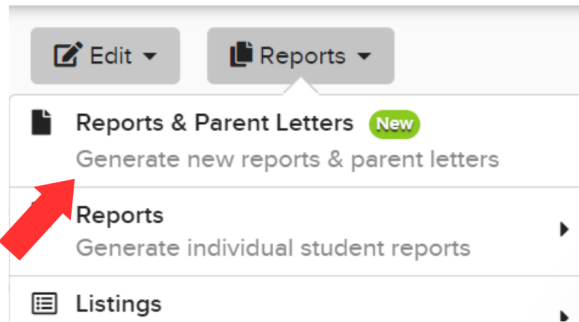 Edit Reports
Reports & Parent Letters New
Generate new reports & parent letters
Reports
Generate individual student reports
Listings